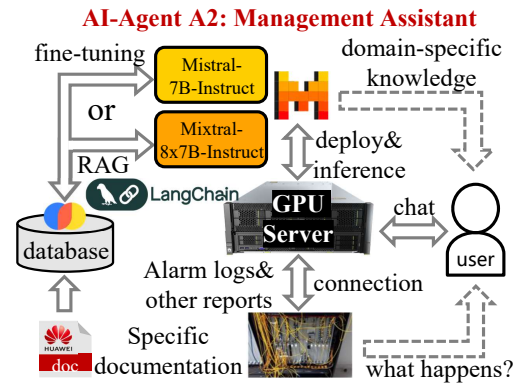 AI-Agent A2: Management Assistant
fine-tuning
Mistral-
7B-Instruct
domain-specific
knowledge
or
Mixtral-
8x7B-Instruct
deploy&
inference
RAG
LangChain
GPU
Server
chat
database
user
Alarm logs&
other reports
connection
HUAWEI
doc
Specific
documentation
what happens?